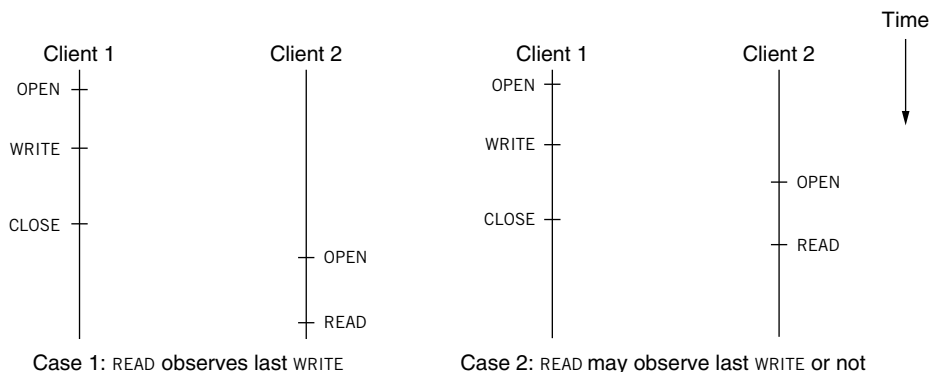 Time
Client 1
Client 2
OPEN
WRITE
CLOSE
OPEN
READ
Case 1: READ observes last WRITE
Client 1
Client 2
OPEN
WRITE
OPEN
CLOSE
READ
Case 2: READ may observe last WRITE or not